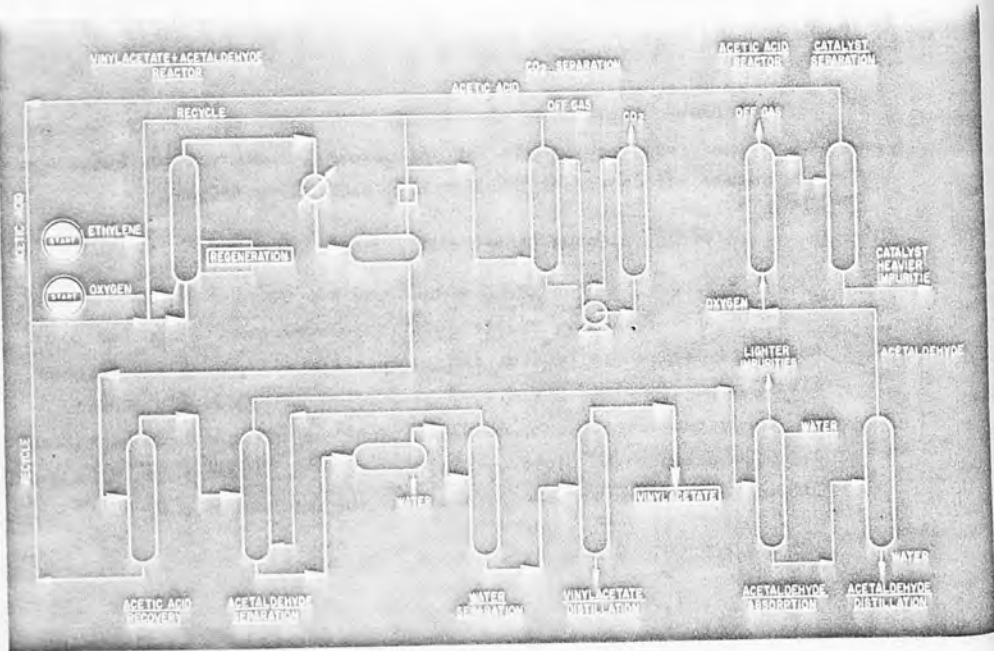 VINYLACETATE + ACETALDEHYDE
REACTOR
CO2 SEPARATION
ACETIC ACID
REACTOR
CATALYST
SEPARATION
ACETIC ACID
RECYCLE
OFF GAS
CO2
OFF GAS
ACETIC ACID
START
ETHYLENE
REGENERATION
START
OXYGEN
CATALYST
HEAVIER
IMPURITIE
OXYGEN
LIGHTER
IMPURITIES
ACETALDEHYDE
RECYCLE
WATER
WATER
VINYLACETATE
WATER
ACETIC ACID
RECOVERY
ACETALDEHYDE
SEPARATION
WATER
SEPARATION
VINYLACETATE
DISTILLATION
ACETALDEHYDE
ABSORPTION
ACETALDEHYDE
DISTILLATION